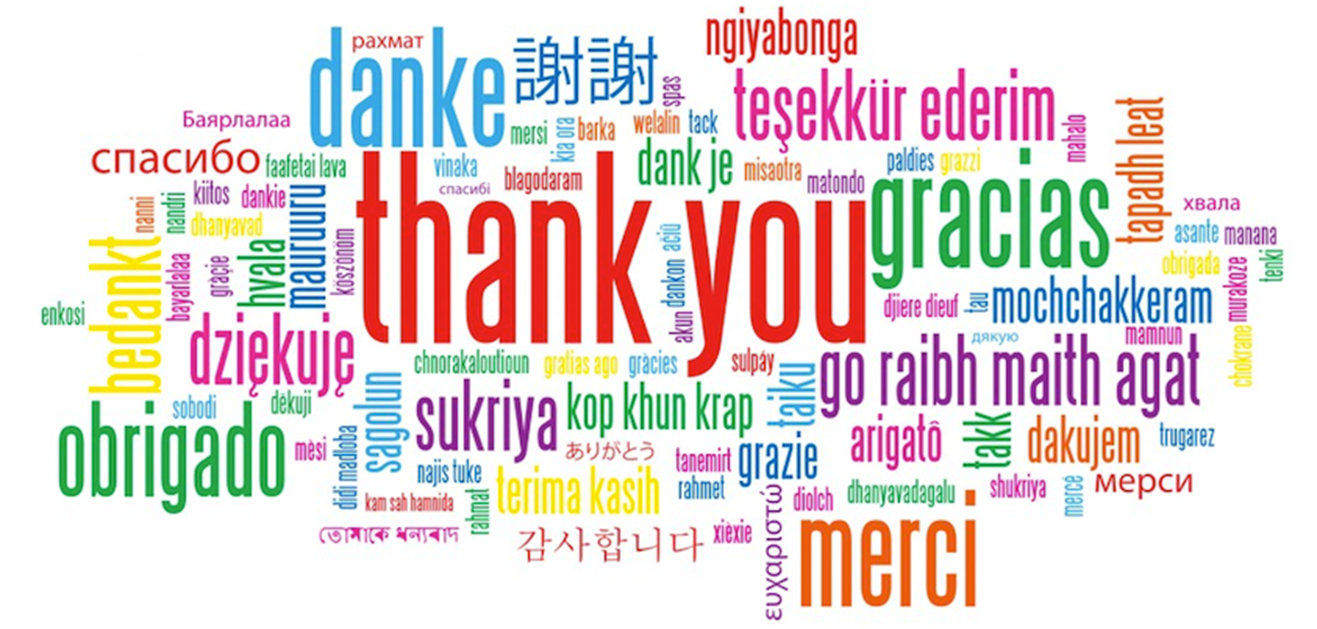 ngiyabonga
рахмат
danke
謝謝
spas
teşekkür ederim
mahalo
tapadh leat
Баярлалаа
mersi
kia ora
barka
welalin
tack
спасибо
faafetai lava
vinaka
спасибі
blagodaram
dank je
misaotra
matondo
paldies
grazzi
gracias
nanni
nandri
kiitos
dankie
dhanyavad
maururu
köszönöm
thank you
хвала
asante
manana
bedankt
bayarlalaa
gràçie
hvala
akun
dankon
ačiū
obrigada
murakoze
tenki
enkosi
dziękuję
djiere dieuf
tau
mochchakkeram
дякую
mamnun
chokrane
chnorakaloutioun
gratias ago
gràcies
sulpáy
go raibh maith agat
sobodi
dėkuji
sagolun
sukriya
kop khun krap
taiku
obrigado
mèsi
didi madloba
ありがとう
arigatô
takk
dakujem
trugarez
najis tuke
tanemirt
grazie
kam sah hamnida
rahmat
terima kasih
rahmet
diolch
dhanyavadagalu
shukriya
merce
мерси
তোমাকে ধন্যবাদ
감사합니다
xièxie
ευχαριστώ
merci